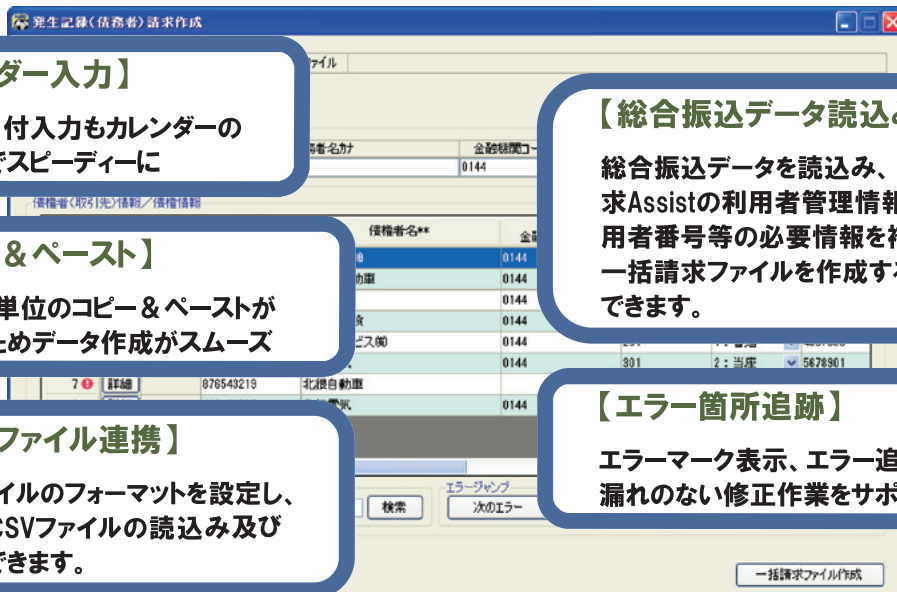 発生記録(債務者)請求作成
ファイル
ダー入力】
付入力もカレンダーの
でスピーディーに
務者名カナ
金融機関コー
0144
債権者(取引先)情報/債権情報
債権者名**
0144
0144
0144
0144
ビス㈱
0144
0144
301
2:当座
5678901
7
詳細
876543219
北銀自動車
0144
&ペースト】
単位のコピー&ペーストが
ためデータ作成がスムーズ
ファイル連携】
イルのフォーマットを設定し、
CSVファイルの読込み及び
できます。
検索
エラージャンプ
次のエラー
【総合振込データ読込み
総合振込データを読込み、
求Assistの利用者管理情報
用者番号等の必要情報を補
一括請求ファイルを作成する
できます。
【エラー箇所追跡】
エラーマーク表示、エラー追
漏れのない修正作業をサポ
一括請求ファイル作成